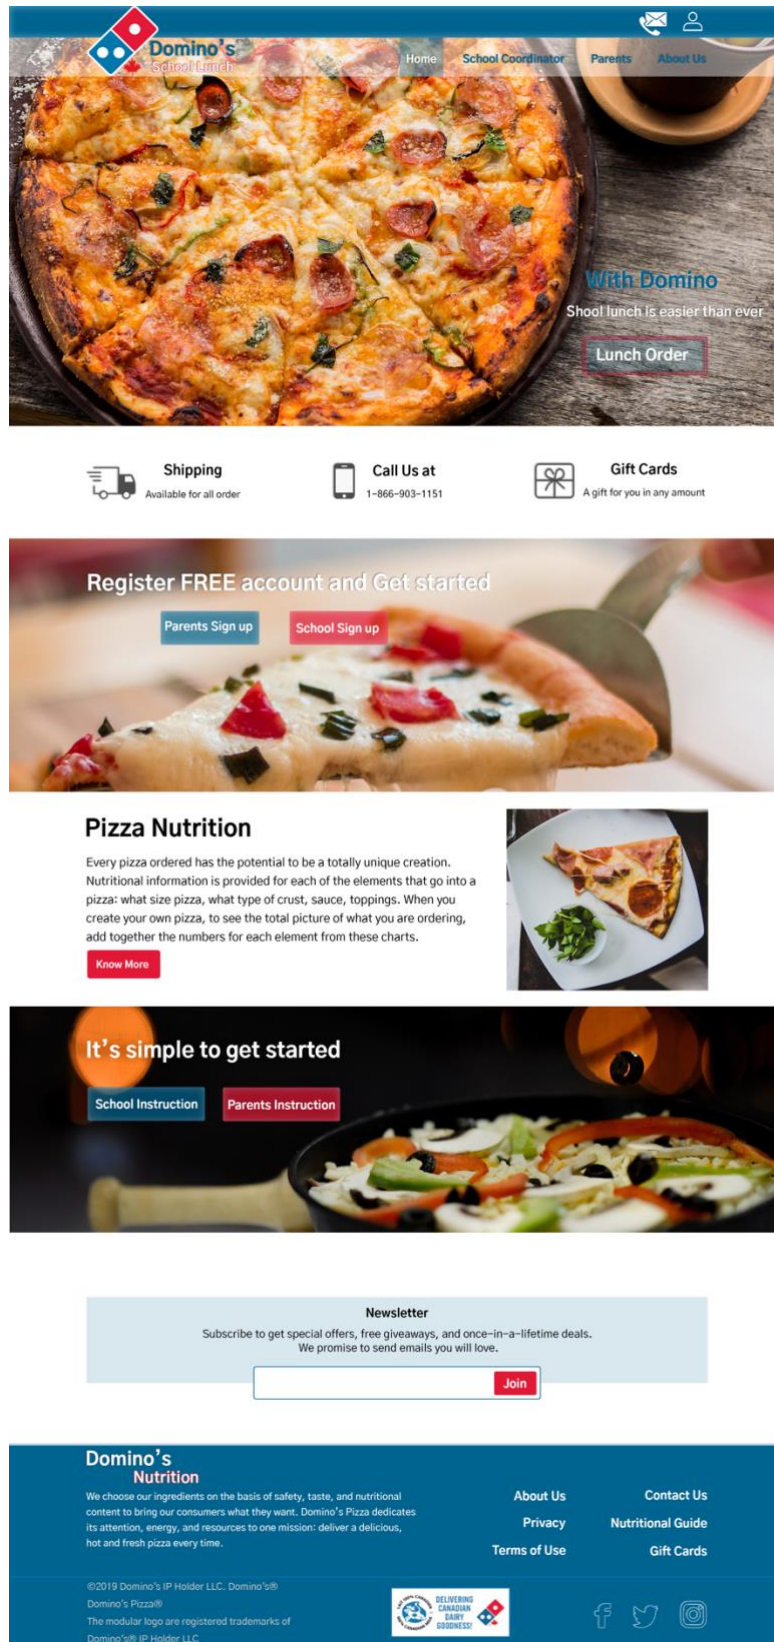 Domino's
School Lunch
Home School Coordinator Parents About Us
With Domino
Shool lunch is easier than ever
Lunch Order
Shipping
Available for all order
Call Us at
1-866-903-1151
Gift Cards
A gift for you in any amount
Register FREE account and Get started
Parents Sign up
School Sign up
Pizza Nutrition
Every pizza ordered has the potential to be a totally unique creation.
Nutritional information is provided for each of the elements that go into a
pizza: what size pizza, what type of crust, sauce, toppings. When you
create your own pizza, to see the total picture of what you are ordering,
add together the numbers for each element from these charts.
Know More
It's simple to get started
School Instruction
Parents Instruction
Newsletter
Subscribe to get special offers, free giveaways, and once-in-a-lifetime deals.
We promise to send emails you will love.
Join
Domino's
Nutrition
We choose our ingredients on the basis of safety, taste, and nutritional
content to bring our consumers what they want. Domino's Pizza dedicates
its attention, energy, and resources to one mission: deliver a delicious,
hot and fresh pizza every time.
About Us
Privacy
Terms of Use
Contact Us
Nutritional Guide
Gift Cards
©2019 Domino's IP Holder LLC. Domino's®
Domino's Pizza®
The modular logo are registered trademarks of
Domino's® IP Holder LLC
DELIVERING
CANADIAN
DAIRY
GOODNESS!